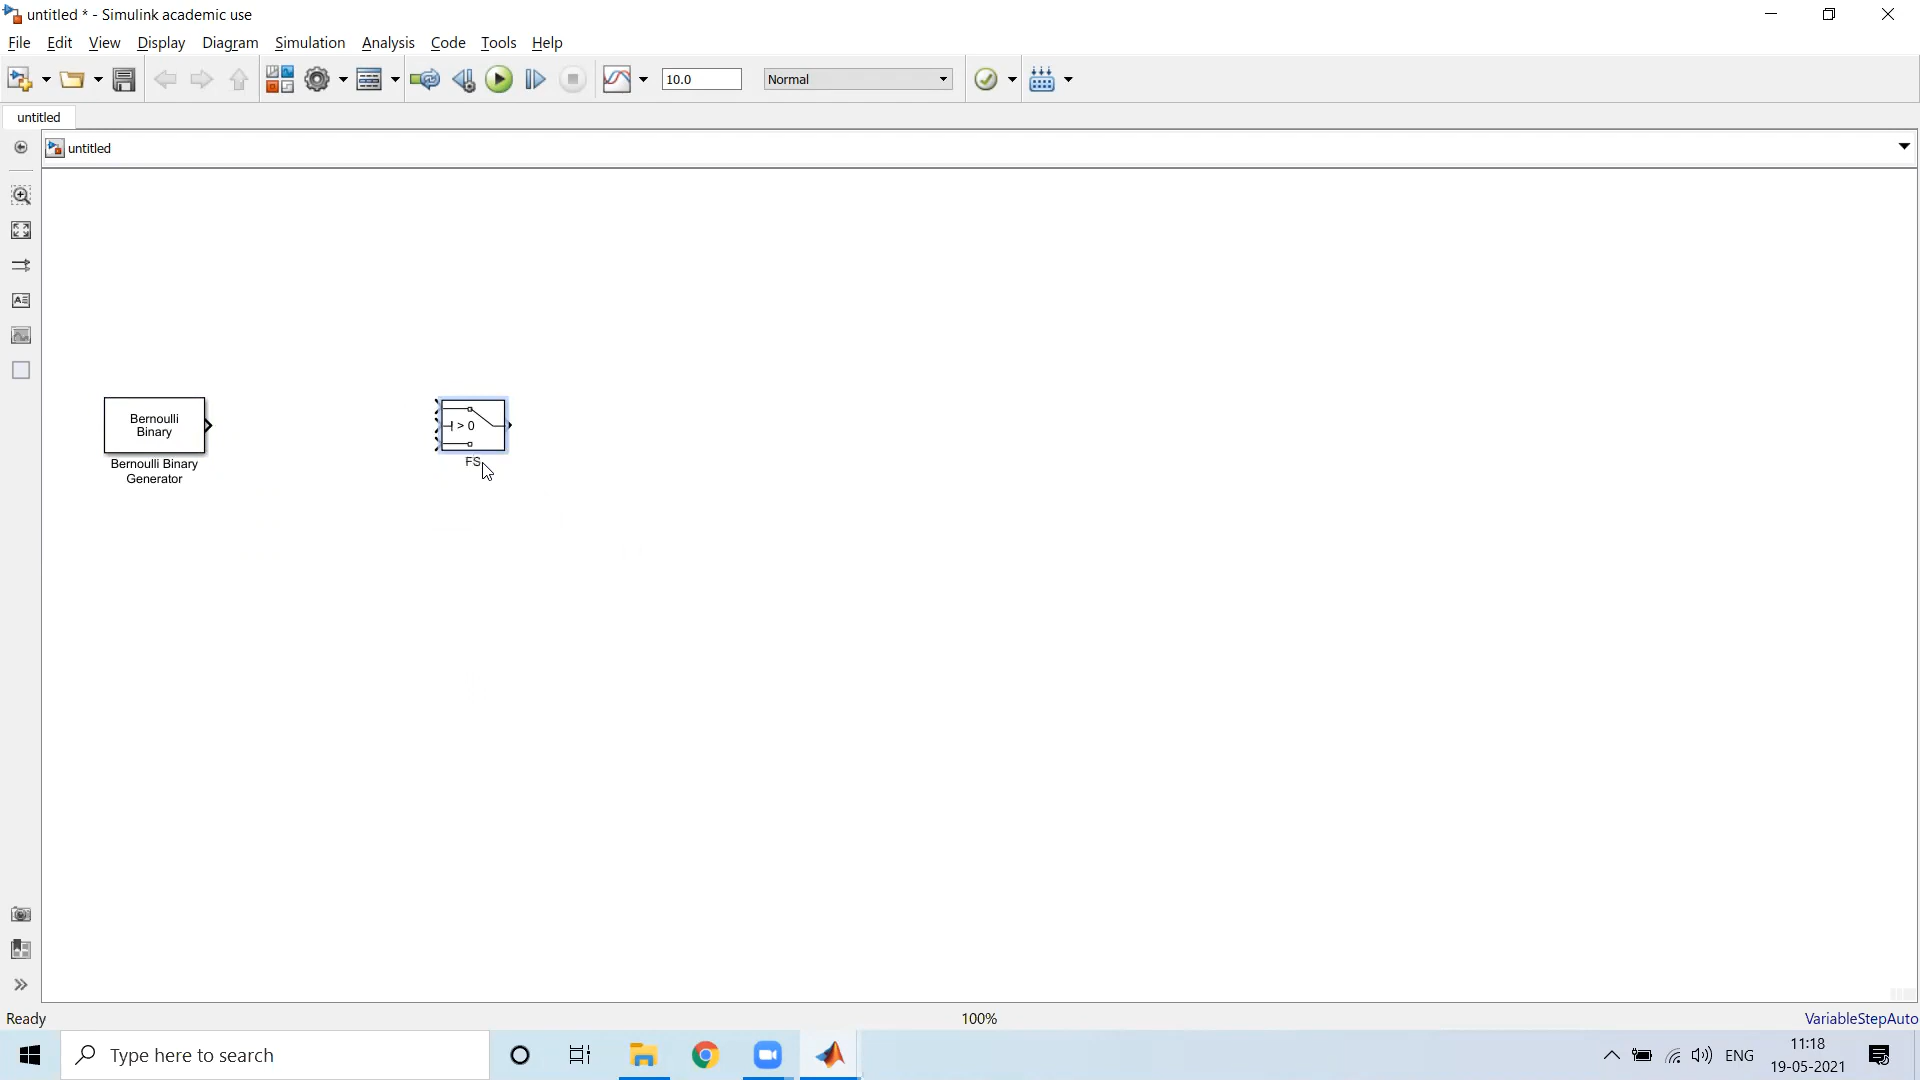 untitled * - Simulink academic use
File Edit View Display Diagram Simulation Analysis Code Tools Help
10.0 Normal
untitled
untitled
Bernoulli
Binary
Bernoulli Binary
Generator
> 0
FS
Ready 100% VariableStepAuto
Type here to search
ENG
11:18
19-05-2021